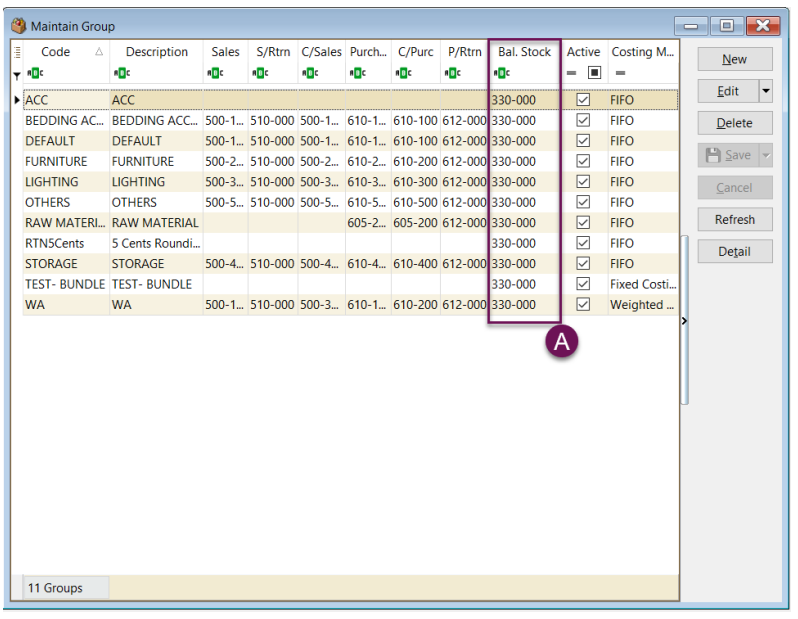 Maintain Group
Code Description Sales S/Rtrn C/Sales Purch... C/Purc P/Rtrn Bal. Stock Active Costing M...
ACC ACC 330-000 FIFO
BEDDING AC... BEDDING ACC... 500-1... 510-000 500-1... 610-1... 610-100 612-000 330-000 FIFO
DEFAULT DEFAULT 500-1... 510-000 500-1... 610-1... 610-100 612-000 330-000 FIFO
FURNITURE FURNITURE 500-2... 510-000 500-2... 610-2... 610-200 612-000 330-000 FIFO
LIGHTING LIGHTING 500-3... 510-000 500-3... 610-3... 610-300 612-000 330-000 FIFO
OTHERS OTHERS 500-5... 510-000 500-5... 610-5... 610-500 612-000 330-000 FIFO
RAW MATERI... RAW MATERIAL 605-2... 605-200 612-000 330-000 FIFO
RTN5Cents 5 Cents Roundi... 330-000 FIFO
STORAGE STORAGE 500-4... 510-000 500-4... 610-4... 610-400 612-000 330-000 FIFO
TEST- BUNDLE TEST- BUNDLE 330-000 Fixed Costi...
WA WA 500-1... 510-000 500-3... 610-1... 610-200 612-000 330-000 Weighted ...
A
11 Groups
New
Edit
Delete
Save
Cancel
Refresh
Detail